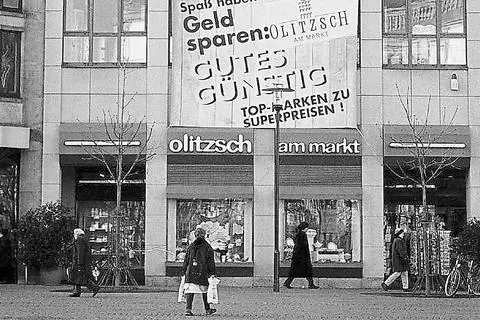 Spaß haben
Geld
sparen: OLITZSCH
AM MARKT
GUTES
GÜNSTIG
TOP-MARKEN ZU
SUPERPREISEN !
olitzsch am markt